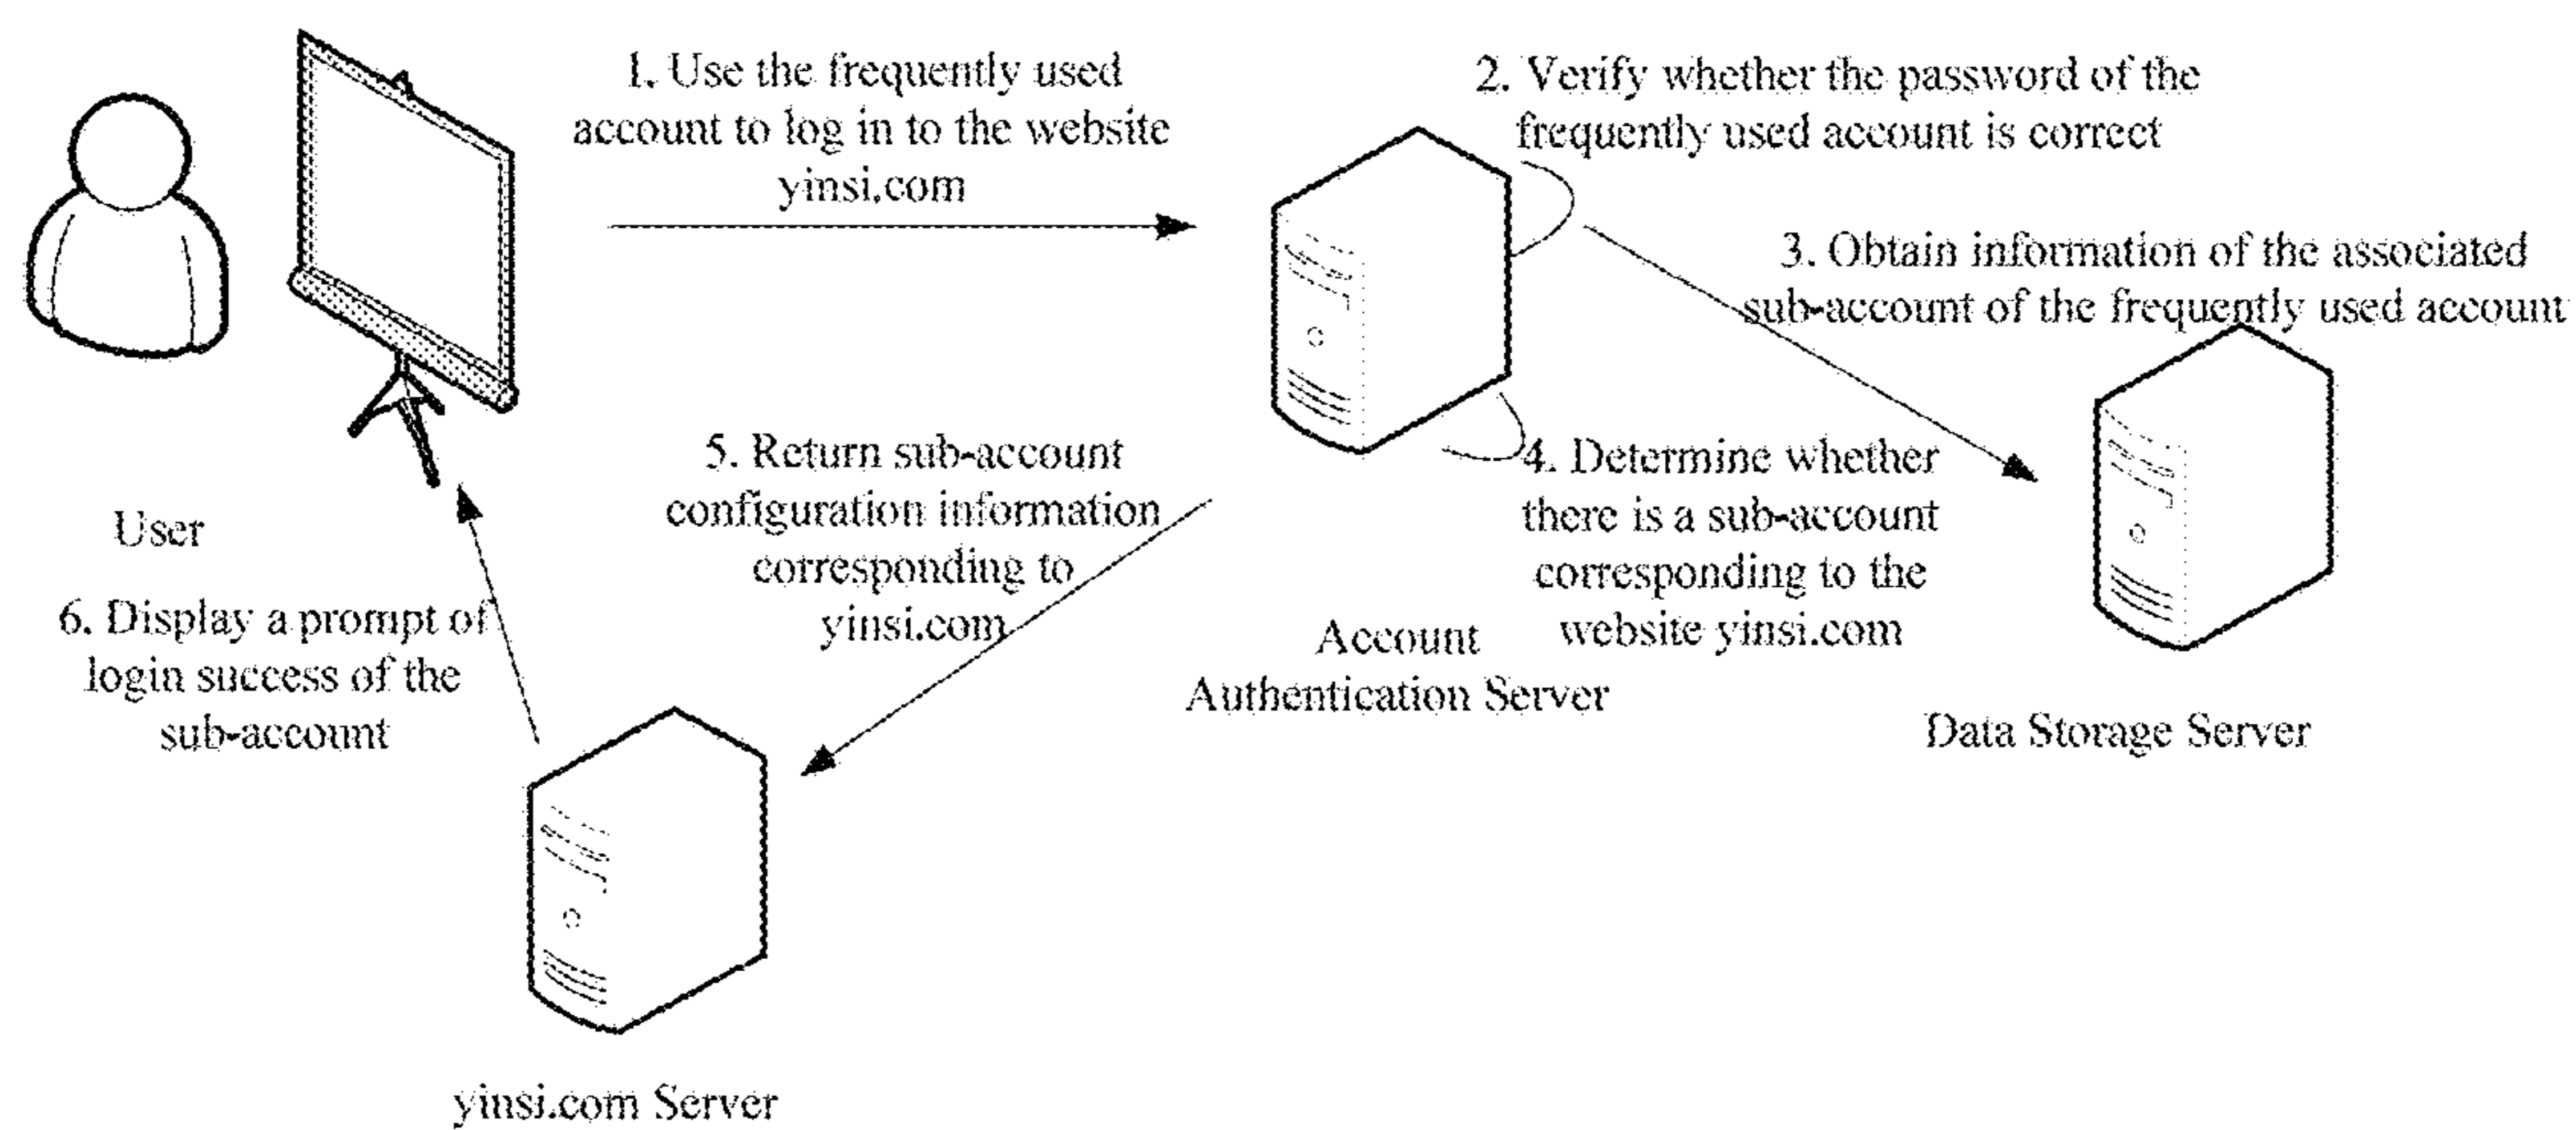 1. Use the frequently used
account to log in to the website
yinsi.com
2. Verify whether the password of the
frequently used account is correct
3. Obtain information of the associated
sub-account of the frequently used account
4. Determine whether
there is a sub-account
corresponding to the
website yinsi.com
5. Return sub-account
configuration information
corresponding to
yinsi.com
User
6. Display a prompt of
login success of the
sub-account
Account
Authentication Server
Data Storage Server
yinsi.com Server